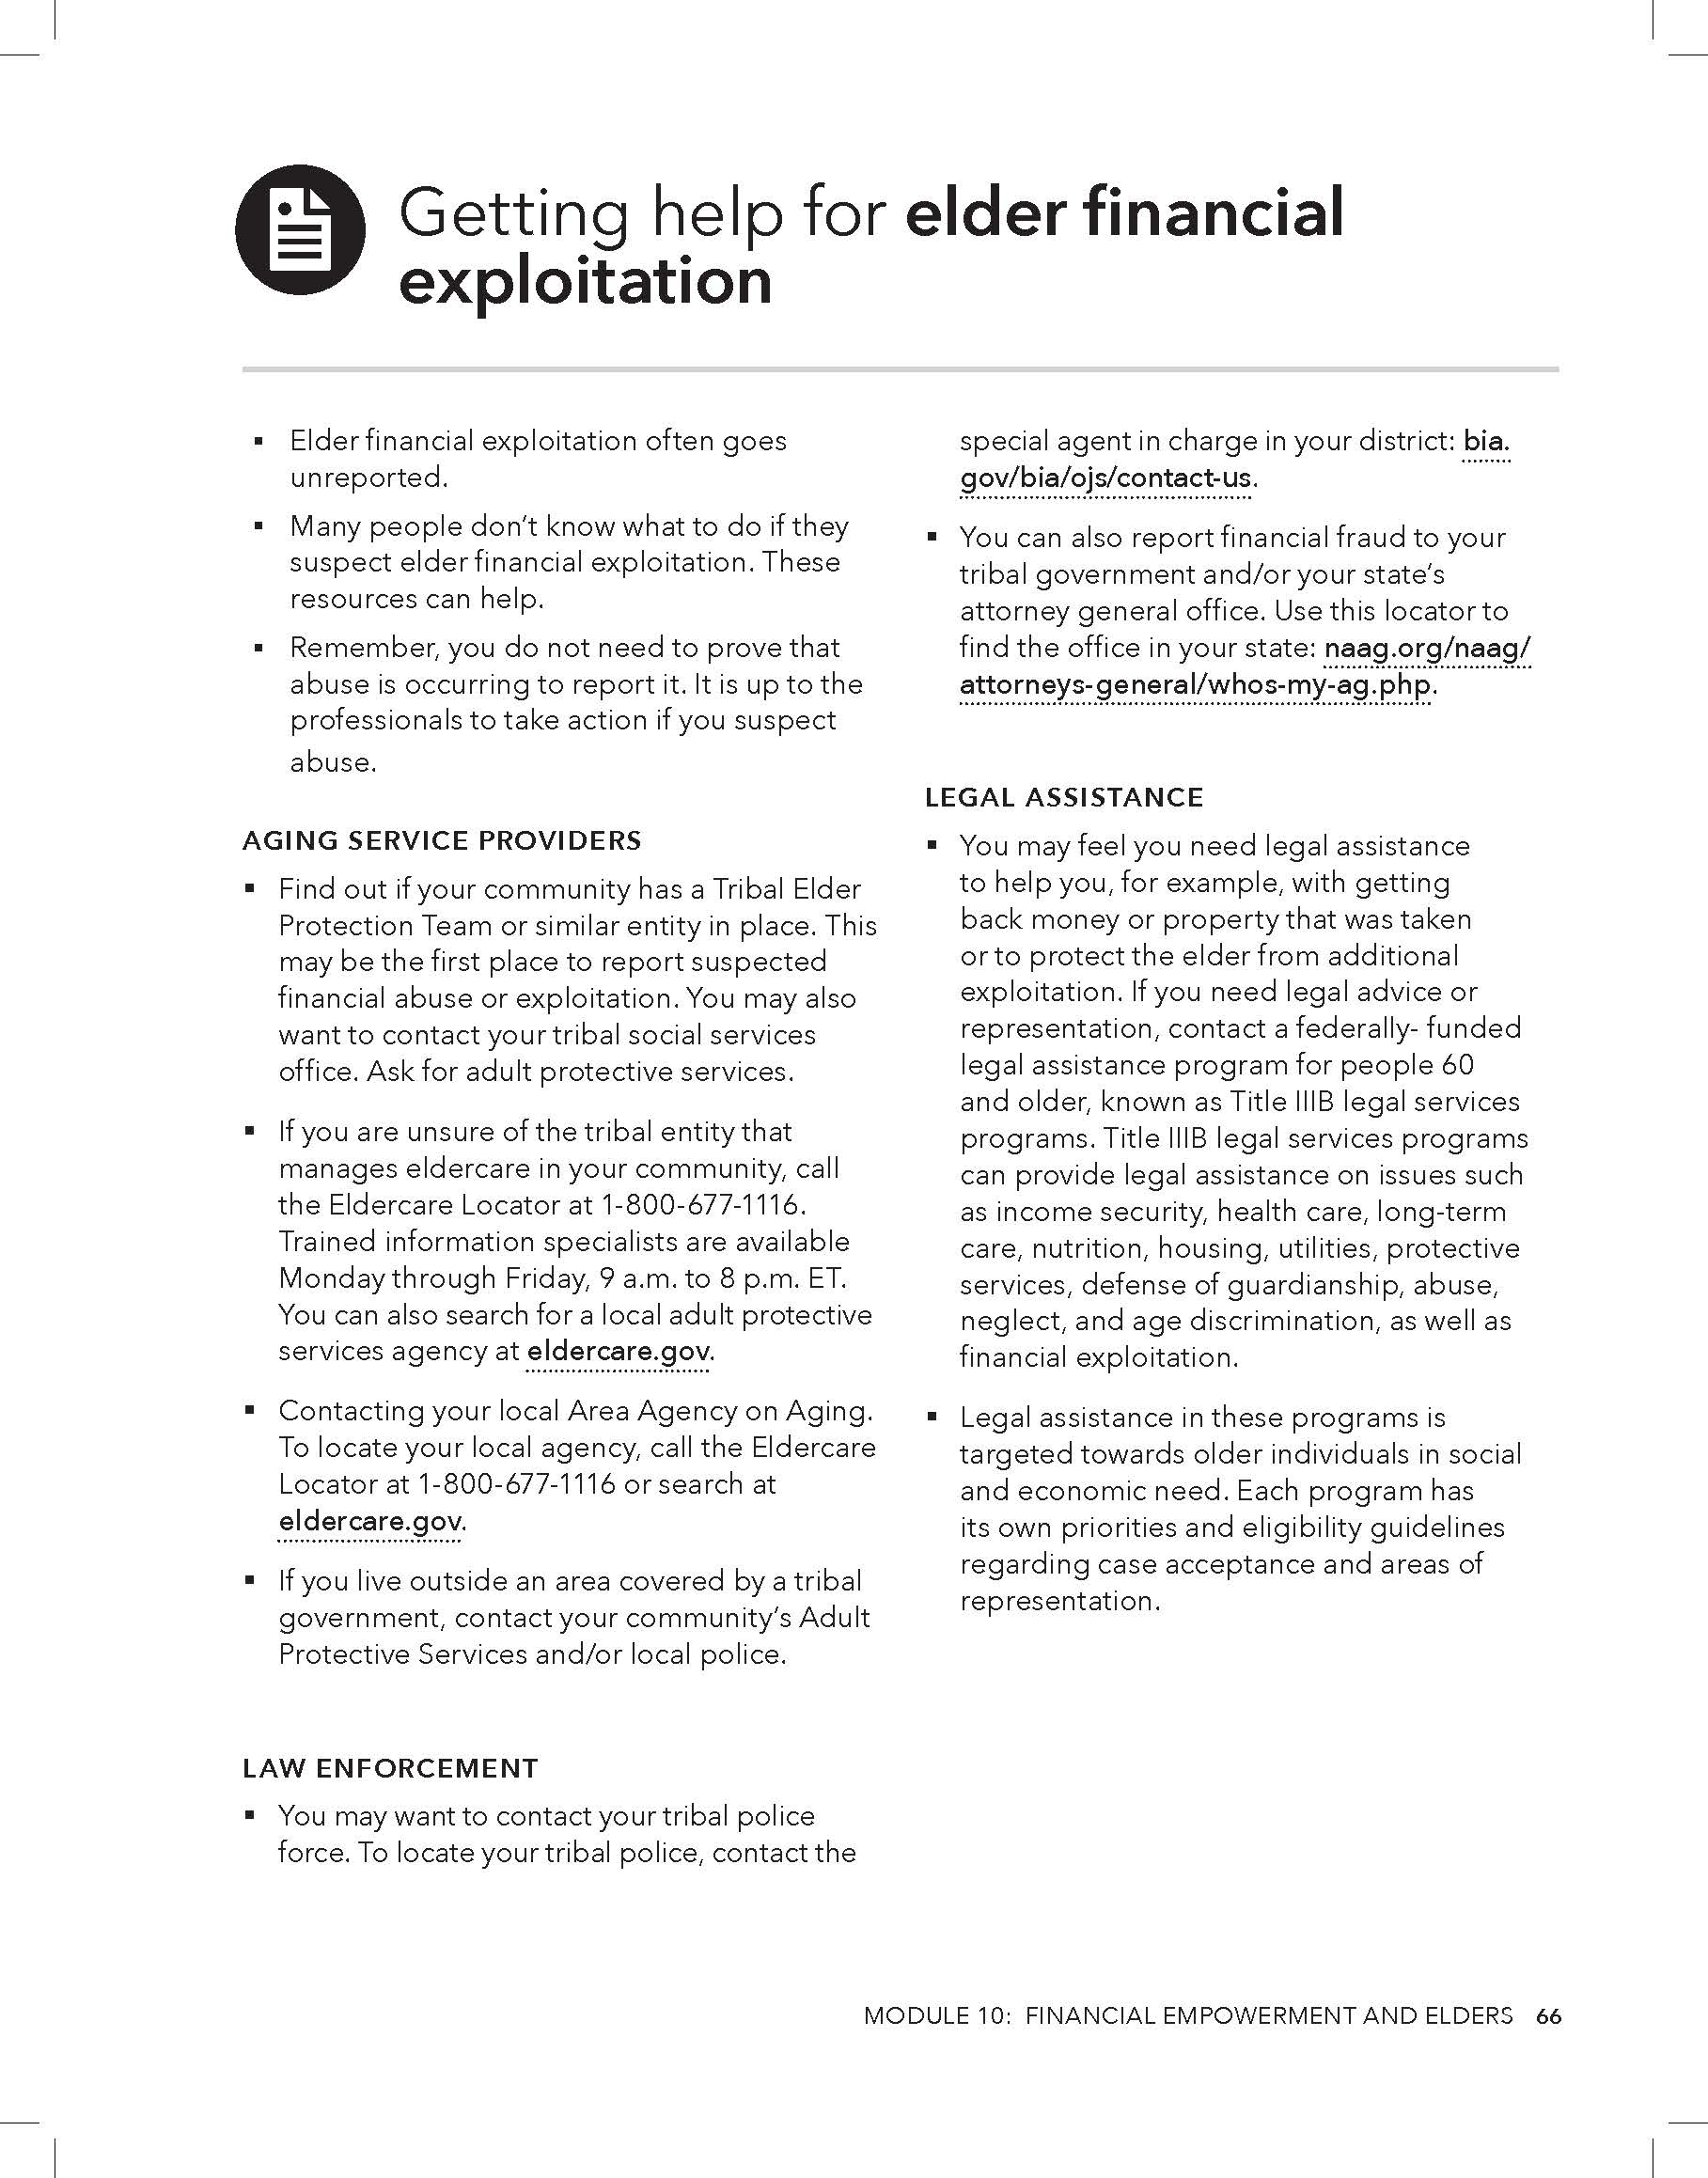 Getting help for elder financial
exploitation
▪ Elder financial exploitation often goes
unreported.
▪ Many people don’t know what to do if they
suspect elder financial exploitation. These
resources can help.
▪ Remember, you do not need to prove that
abuse is occurring to report it. It is up to the
professionals to take action if you suspect
abuse.
AGING SERVICE PROVIDERS
▪ Find out if your community has a Tribal Elder
Protection Team or similar entity in place. This
may be the first place to report suspected
financial abuse or exploitation. You may also
want to contact your tribal social services
office. Ask for adult protective services.
▪ If you are unsure of the tribal entity that
manages eldercare in your community, call
the Eldercare Locator at 1-800-677-1116.
Trained information specialists are available
Monday through Friday, 9 a.m. to 8 p.m. ET.
You can also search for a local adult protective
services agency at eldercare.gov.
▪ Contacting your local Area Agency on Aging.
To locate your local agency, call the Eldercare
Locator at 1-800-677-1116 or search at
eldercare.gov.
▪ If you live outside an area covered by a tribal
government, contact your community’s Adult
Protective Services and/or local police.
LAW ENFORCEMENT
▪ You may want to contact your tribal police
force. To locate your tribal police, contact the
special agent in charge in your district: bia.
gov/bia/ojs/contact-us.
▪ You can also report financial fraud to your
tribal government and/or your state’s
attorney general office. Use this locator to
find the office in your state: naag.org/naag/
attorneys-general/whos-my-ag.php.
LEGAL ASSISTANCE
▪ You may feel you need legal assistance
to help you, for example, with getting
back money or property that was taken
or to protect the elder from additional
exploitation. If you need legal advice or
representation, contact a federally- funded
legal assistance program for people 60
and older, known as Title IIIB legal services
programs. Title IIIB legal services programs
can provide legal assistance on issues such
as income security, health care, long-term
care, nutrition, housing, utilities, protective
services, defense of guardianship, abuse,
neglect, and age discrimination, as well as
financial exploitation.
▪ Legal assistance in these programs is
targeted towards older individuals in social
and economic need. Each program has
its own priorities and eligibility guidelines
regarding case acceptance and areas of
representation.
MODULE 10: FINANCIAL EMPOWERMENT AND ELDERS 66